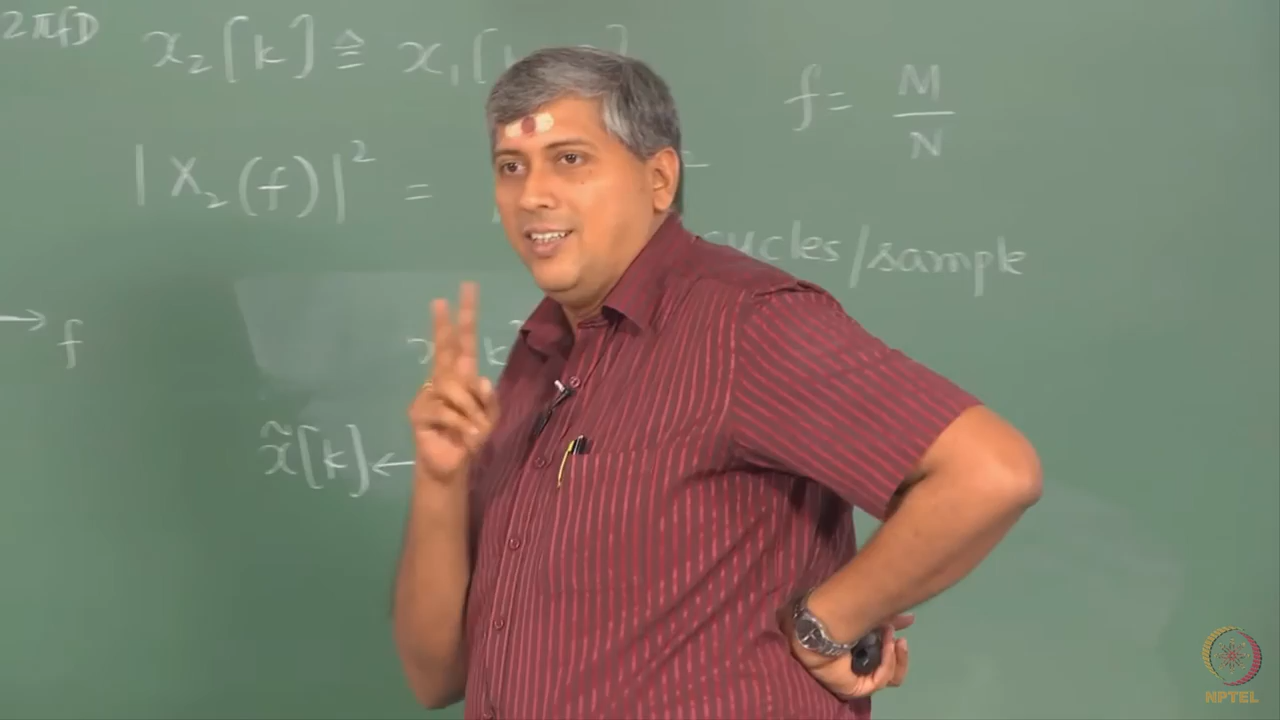 2πfD
x₂[k] ≙ x₁[
f = M/N
|X₂(f)|² =
cycles/sample
→ f
x̃[k] ←
NPTEL